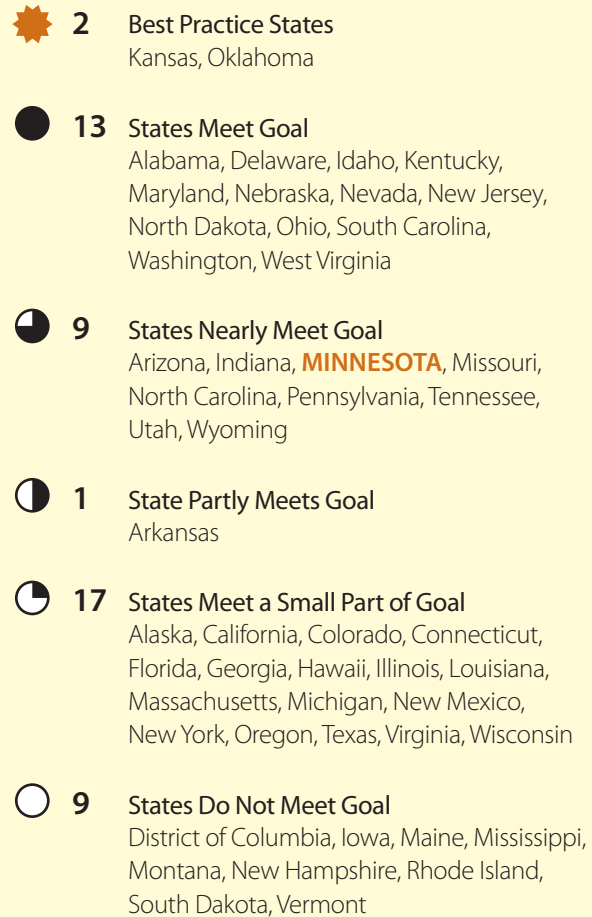 2 Best Practice States
Kansas, Oklahoma
13 States Meet Goal
Alabama, Delaware, Idaho, Kentucky,
Maryland, Nebraska, Nevada, New Jersey,
North Dakota, Ohio, South Carolina,
Washington, West Virginia
9 States Nearly Meet Goal
Arizona, Indiana, MINNESOTA, Missouri,
North Carolina, Pennsylvania, Tennessee,
Utah, Wyoming
1 State Partly Meets Goal
Arkansas
17 States Meet a Small Part of Goal
Alaska, California, Colorado, Connecticut,
Florida, Georgia, Hawaii, Illinois, Louisiana,
Massachusetts, Michigan, New Mexico,
New York, Oregon, Texas, Virginia, Wisconsin
9 States Do Not Meet Goal
District of Columbia, Iowa, Maine, Mississippi,
Montana, New Hampshire, Rhode Island,
South Dakota, Vermont